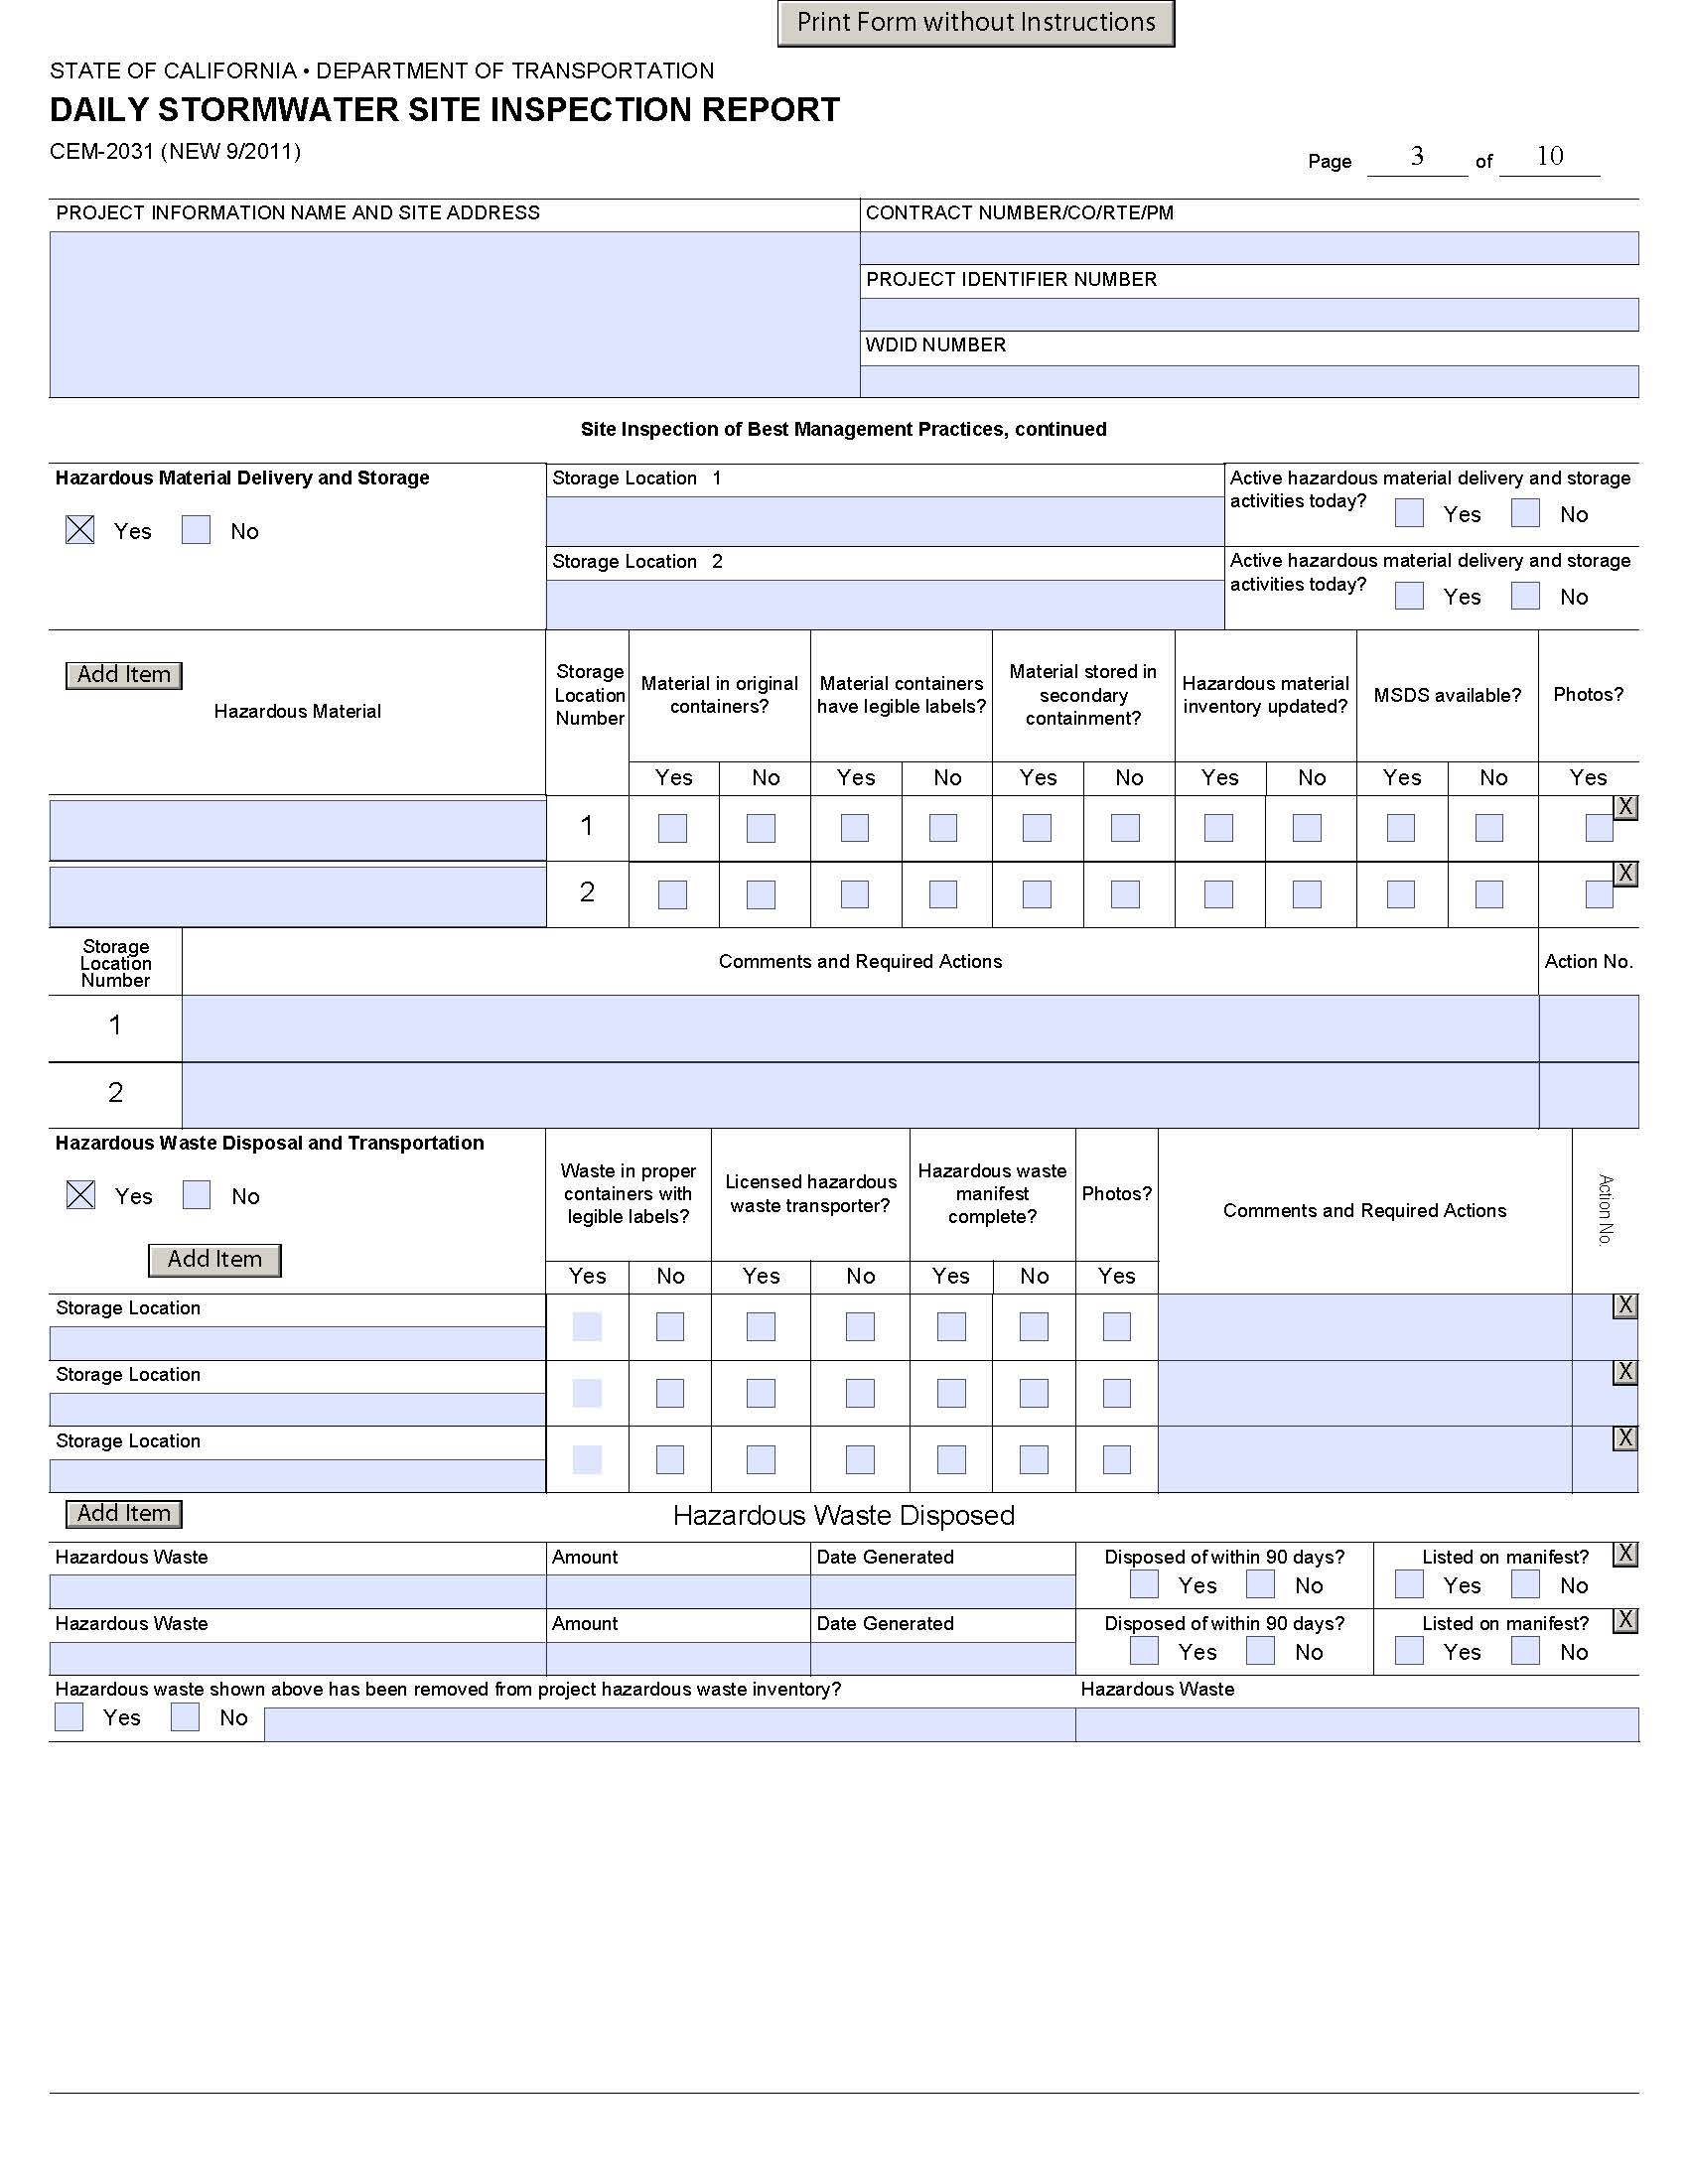 Print Form without Instructions
STATE OF CALIFORNIA • DEPARTMENT OF TRANSPORTATION
DAILY STORMWATER SITE INSPECTION REPORT
CEM-2031 (NEW 9/2011)
Page 3 of 10
PROJECT INFORMATION NAME AND SITE ADDRESS
CONTRACT NUMBER/CO/RTE/PM
PROJECT IDENTIFIER NUMBER
WDID NUMBER
Site Inspection of Best Management Practices, continued
Hazardous Material Delivery and Storage
Yes No
Storage Location 1
Active hazardous material delivery and storage
activities today? Yes No
Storage Location 2
Active hazardous material delivery and storage
activities today? Yes No
Add Item
Hazardous Material
Storage
Location
Number
Material in original
containers?
Material containers
have legible labels?
Material stored in
secondary
containment?
Hazardous material
inventory updated?
MSDS available?
Photos?
Yes No Yes No Yes No Yes No Yes No Yes
1 X
2 X
Storage
Location
Number
Comments and Required Actions
Action No.
1
2
Hazardous Waste Disposal and Transportation
Yes No
Add Item
Waste in proper
containers with
legible labels?
Licensed hazardous
waste transporter?
Hazardous waste
manifest
complete?
Photos?
Comments and Required Actions
Action No.
Yes No Yes No Yes No Yes
Storage Location X
Storage Location X
Storage Location X
Add Item
Hazardous Waste Disposed
Hazardous Waste Amount Date Generated Disposed of within 90 days? Listed on manifest? X
Yes No Yes No
Hazardous Waste Amount Date Generated Disposed of within 90 days? Listed on manifest? X
Yes No Yes No
Hazardous waste shown above has been removed from project hazardous waste inventory? Hazardous Waste
Yes No